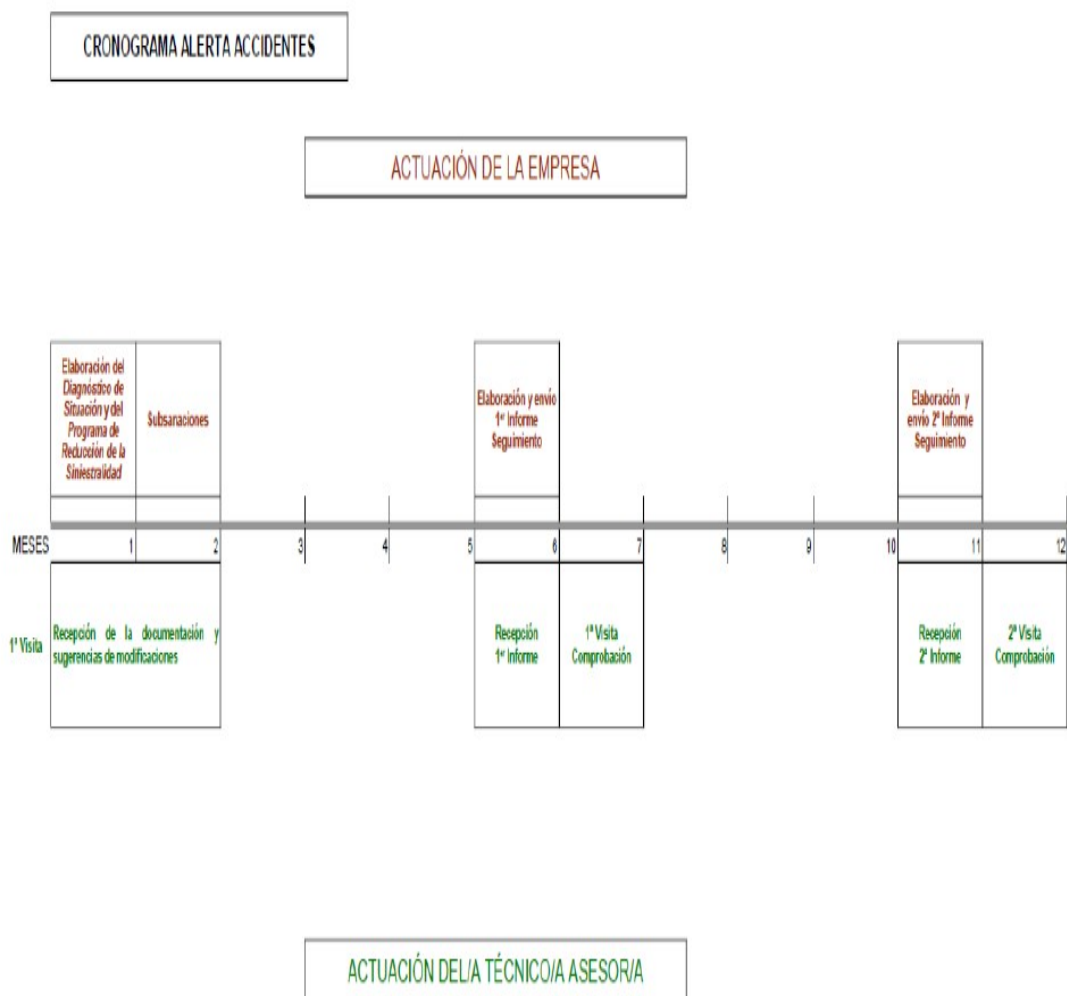 CRONOGRAMA ALERTA ACCIDENTES
ACTUACIÓN DE LA EMPRESA
Elaboración del
Diagnóstico de
Situación y del
Programa de
Reducción de la
Siniestralidad
Subsanaciones
Elaboración y envío
1er Informe
Seguimiento
Elaboración y
envío 2º Informe
Seguimiento
MESES 1 2 3 4 5 6 7 8 9 10 11 12
1ª Visita
Recepción de la documentación y
sugerencias de modificaciones
Recepción
1er Informe
1ª Visita
Comprobación
Recepción
2º Informe
2ª Visita
Comprobación
ACTUACIÓN DEL/A TÉCNICO/A ASESOR/A